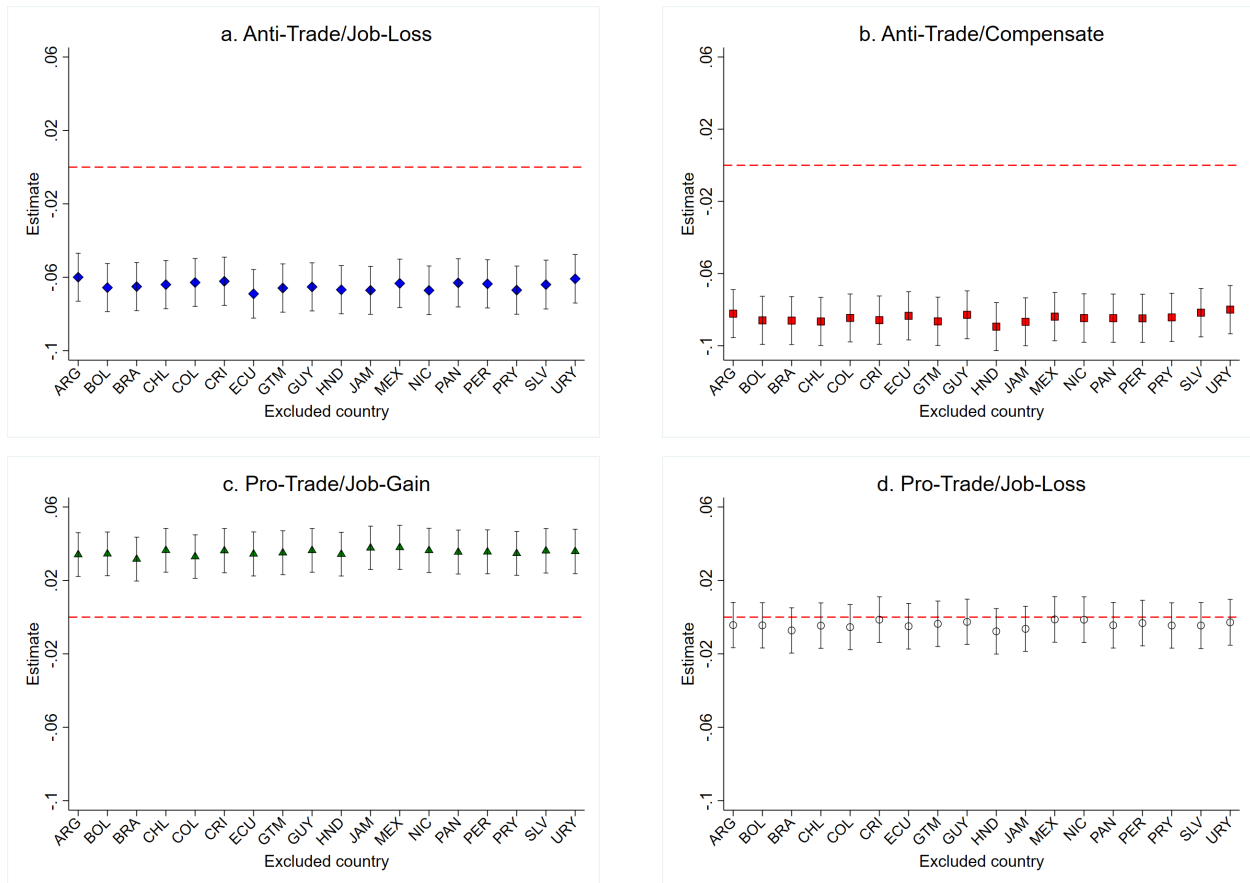 a. Anti-Trade/Job-Loss
Estimate
.06
.02
-.02
-.06
-.1
ARG BOL BRA CHL COL CRI ECU GTM GUY HND JAM MEX NIC PAN PER PRY SLV URY
Excluded country
b. Anti-Trade/Compensate
Estimate
.06
.02
-.02
-.06
-.1
ARG BOL BRA CHL COL CRI ECU GTM GUY HND JAM MEX NIC PAN PER PRY SLV URY
Excluded country
c. Pro-Trade/Job-Gain
Estimate
.06
.02
-.02
-.06
-.1
ARG BOL BRA CHL COL CRI ECU GTM GUY HND JAM MEX NIC PAN PER PRY SLV URY
Excluded country
d. Pro-Trade/Job-Loss
Estimate
.06
.02
-.02
-.06
-.1
ARG BOL BRA CHL COL CRI ECU GTM GUY HND JAM MEX NIC PAN PER PRY SLV URY
Excluded country